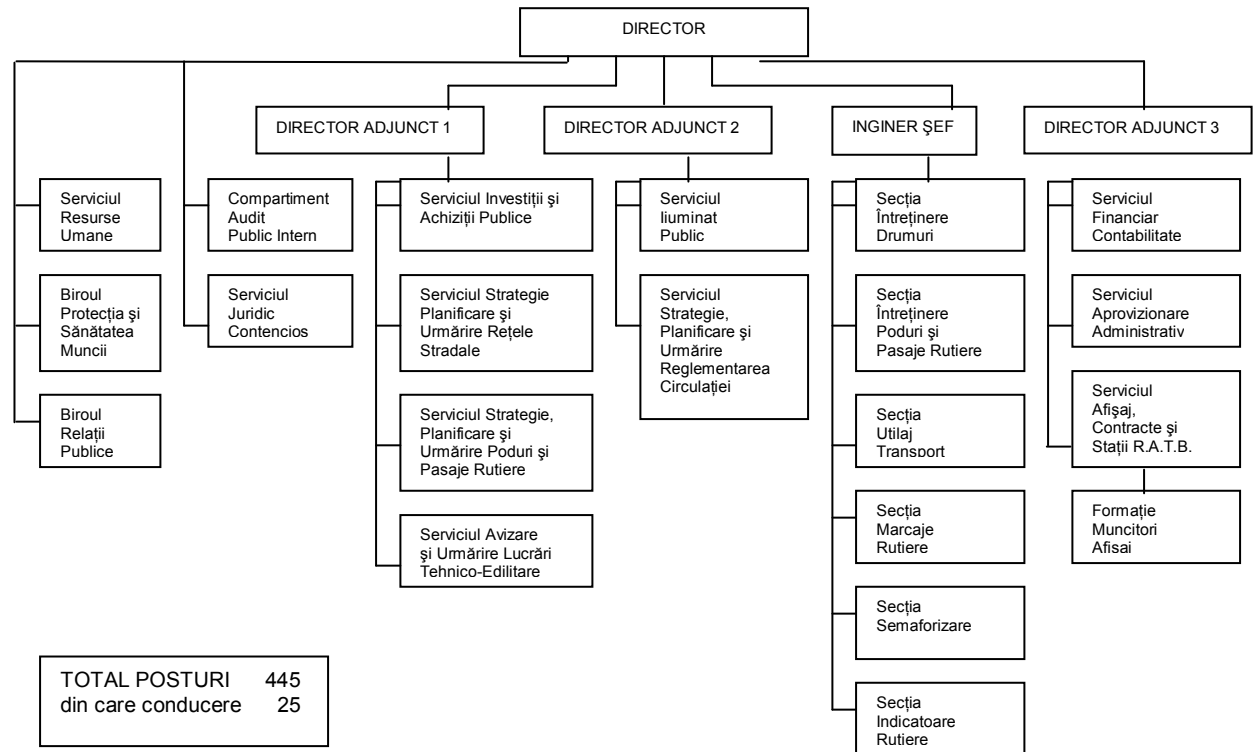 DIRECTOR
DIRECTOR ADJUNCT 1
DIRECTOR ADJUNCT 2
INGINER ŞEF
DIRECTOR ADJUNCT 3
Serviciul
Resurse
Umane
Biroul
Protecţia şi
Sănătatea
Muncii
Biroul
Relaţii
Publice
Compartiment
Audit
Public Intern
Serviciul
Juridic
Contencios
Serviciul Investiţii şi
Achiziţii Publice
Serviciul Strategie
Planificare şi
Urmărire Reţele
Stradale
Serviciul Strategie,
Planificare şi
Urmărire Poduri şi
Pasaje Rutiere
Serviciul Avizare
şi Urmărire Lucrări
Tehnico-Edilitare
Serviciul
Iluminat
Public
Serviciul
Strategie,
Planificare şi
Urmărire
Reglementarea
Circulaţiei
Secţia
Întreţinere
Drumuri
Secţia
Întreţinere
Poduri şi
Pasaje Rutiere
Secţia
Utilaj
Transport
Secţia
Marcaje
Rutiere
Secţia
Semaforizare
Secţia
Indicatoare
Rutiere
Serviciul
Financiar
Contabilitate
Serviciul
Aprovizionare
Administrativ
Serviciul
Afişaj,
Contracte şi
Staţii R.A.T.B.
Formaţie
Muncitori
Afisai
TOTAL POSTURI 445
din care conducere 25